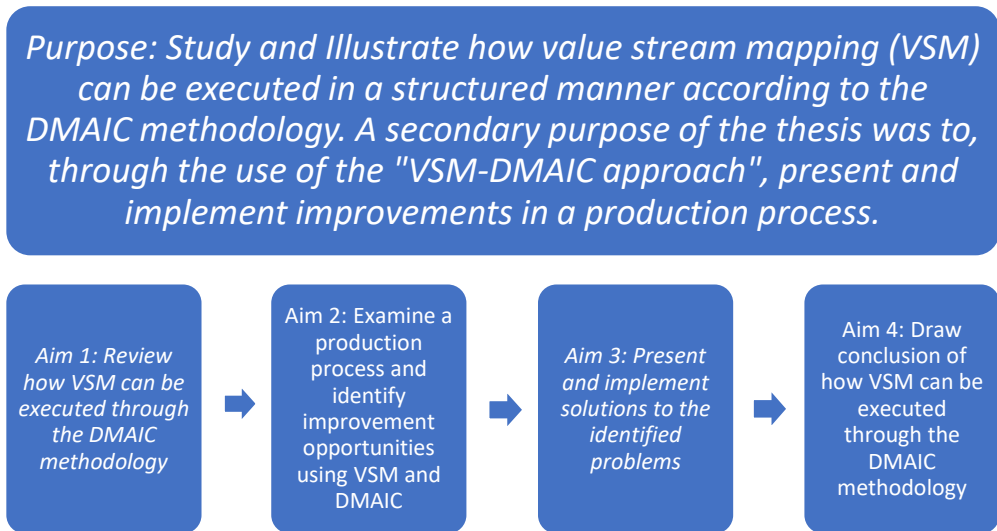 Purpose: Study and Illustrate how value stream mapping (VSM)
can be executed in a structured manner according to the
DMAIC methodology. A secondary purpose of the thesis was to,
through the use of the "VSM-DMAIC approach", present and
implement improvements in a production process.
Aim 1: Review
how VSM can be
executed through
the DMAIC
methodology
Aim 2: Examine a
production
process and
identify
improvement
opportunities
using VSM and
DMAIC
Aim 3: Present
and implement
solutions to the
identified
problems
Aim 4: Draw
conclusion of
how VSM can be
executed
through the
DMAIC
methodology